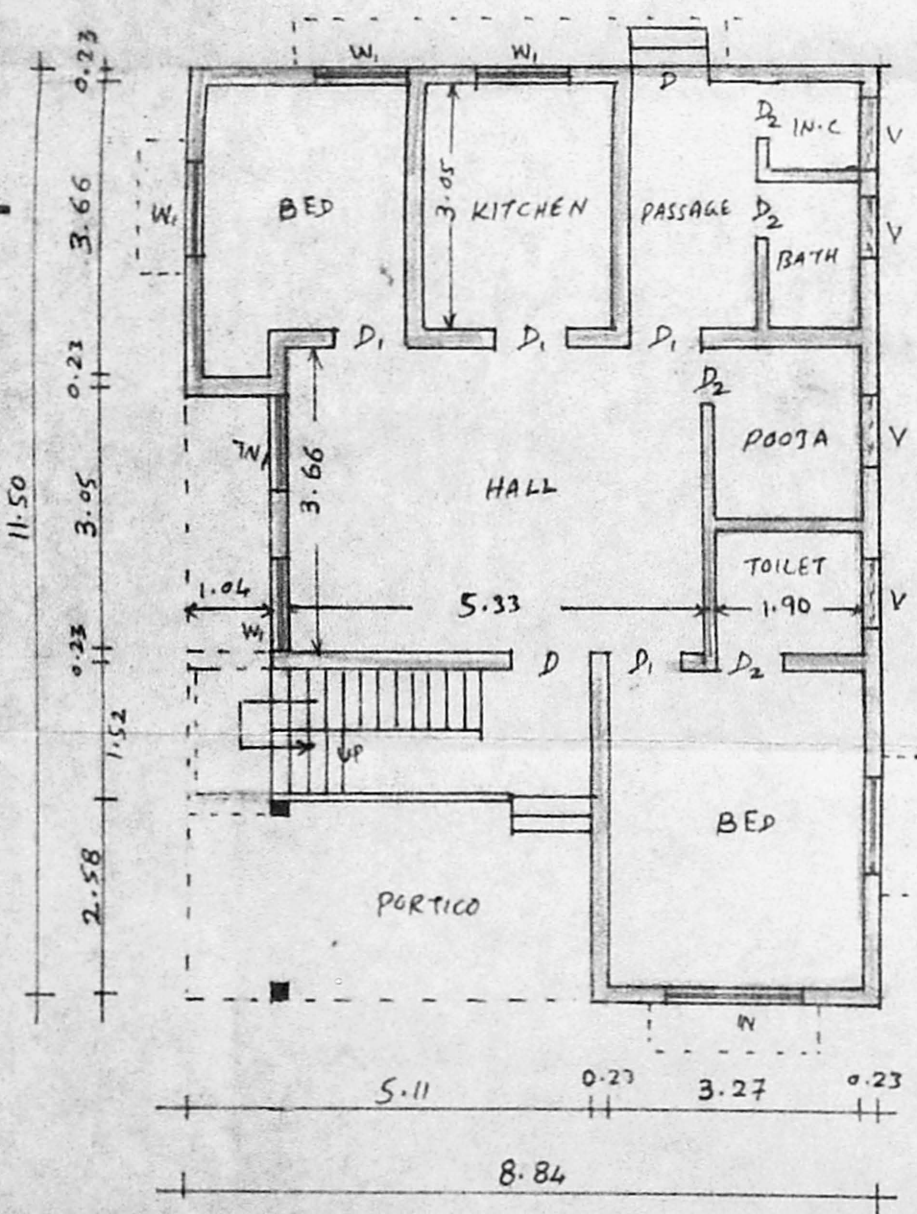 W₁ W₁ D
0.23
D₂ IN.C V
3.66 W₁ BED 3.05 KITCHEN PASSAGE D₂ V
BATH
D₁ D₁ D₁
0.23
D₂
POOJA V
3.66
HALL
11.50 3.05
TOILET
1.04 5.33 1.90 V
W₁
0.23
D D₁ D₂
1.52
UP
BED
2.58
PORTICO
IN
5.11 0.23 3.27 0.23
8.84